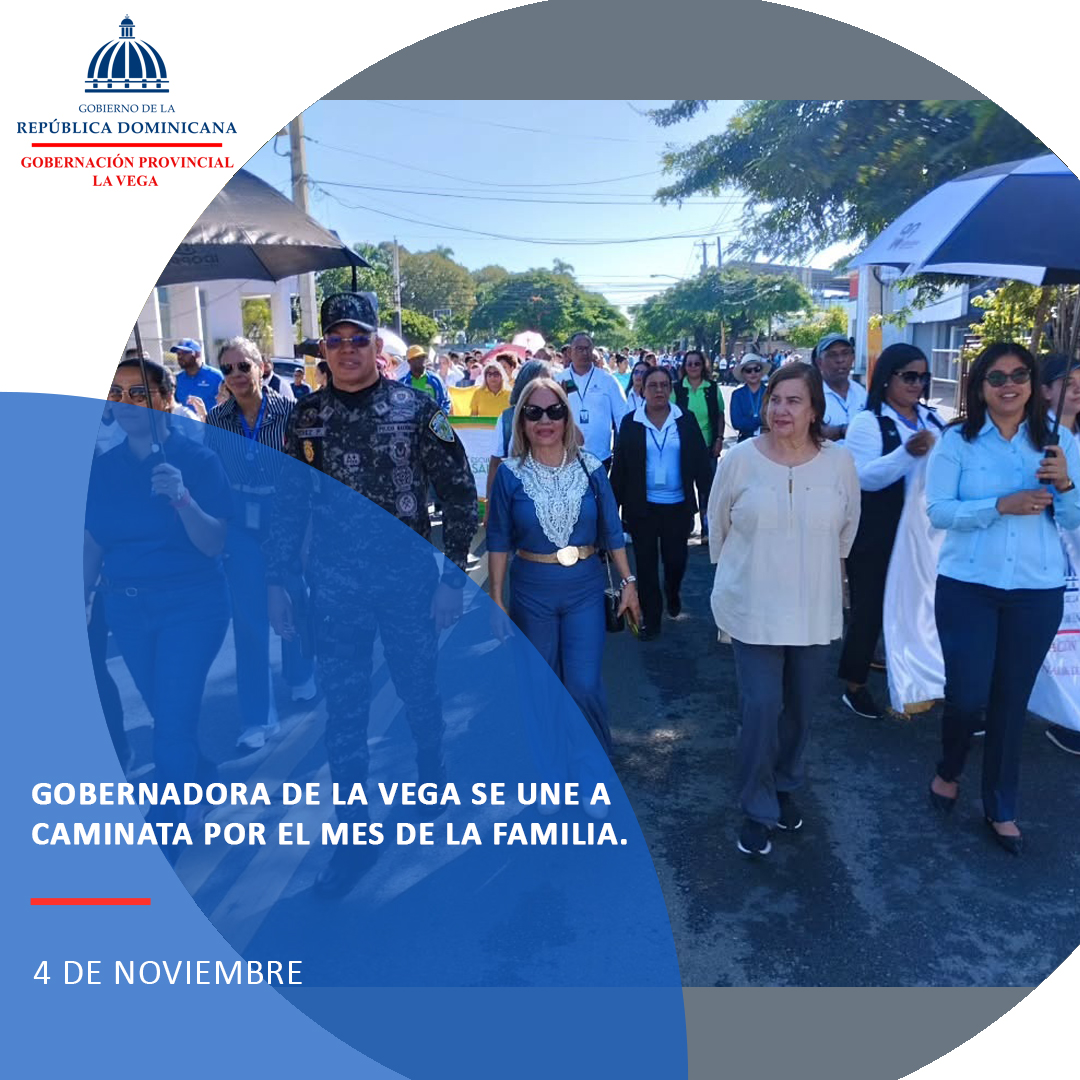 GOBIERNO DE LA
REPÚBLICA DOMINICANA
GOBERNACIÓN PROVINCIAL
LA VEGA
GOBERNADORA DE LA VEGA SE UNE A
CAMINATA POR EL MES DE LA FAMILIA.
4 DE NOVIEMBRE